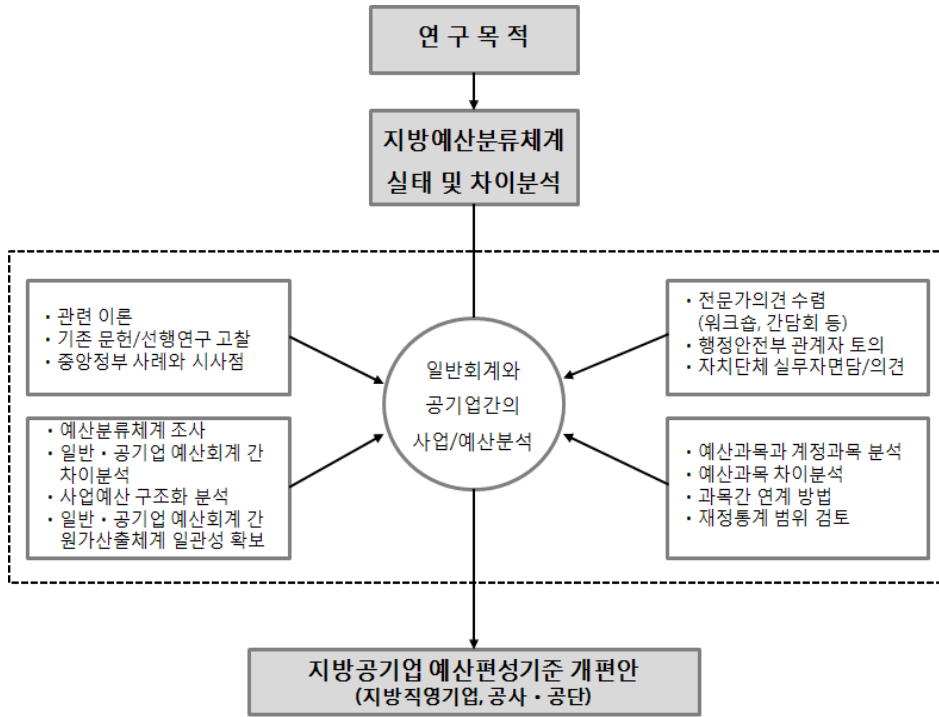 연 구 목 적
지방예산분류체계
실태 및 차이분석
・관련 이론
・기존 문헌/선행연구 고찰
・중앙정부 사례와 시사점
・예산분류체계 조사
・일반・공기업 예산회계 간
차이분석
・사업예산 구조화 분석
・일반・공기업 예산회계 간
원가산출체계 일관성 확보
일반회계와
공기업간의
사업/예산분석
・전문가의견 수렴
(워크숍, 간담회 등)
・행정안전부 관계자 토의
・자치단체 실무자면담/의견
・예산과목과 계정과목 분석
・예산과목 차이분석
・과목간 연계 방법
・재정통계 범위 검토
지방공기업 예산편성기준 개편안
(지방직영기업, 공사・공단)